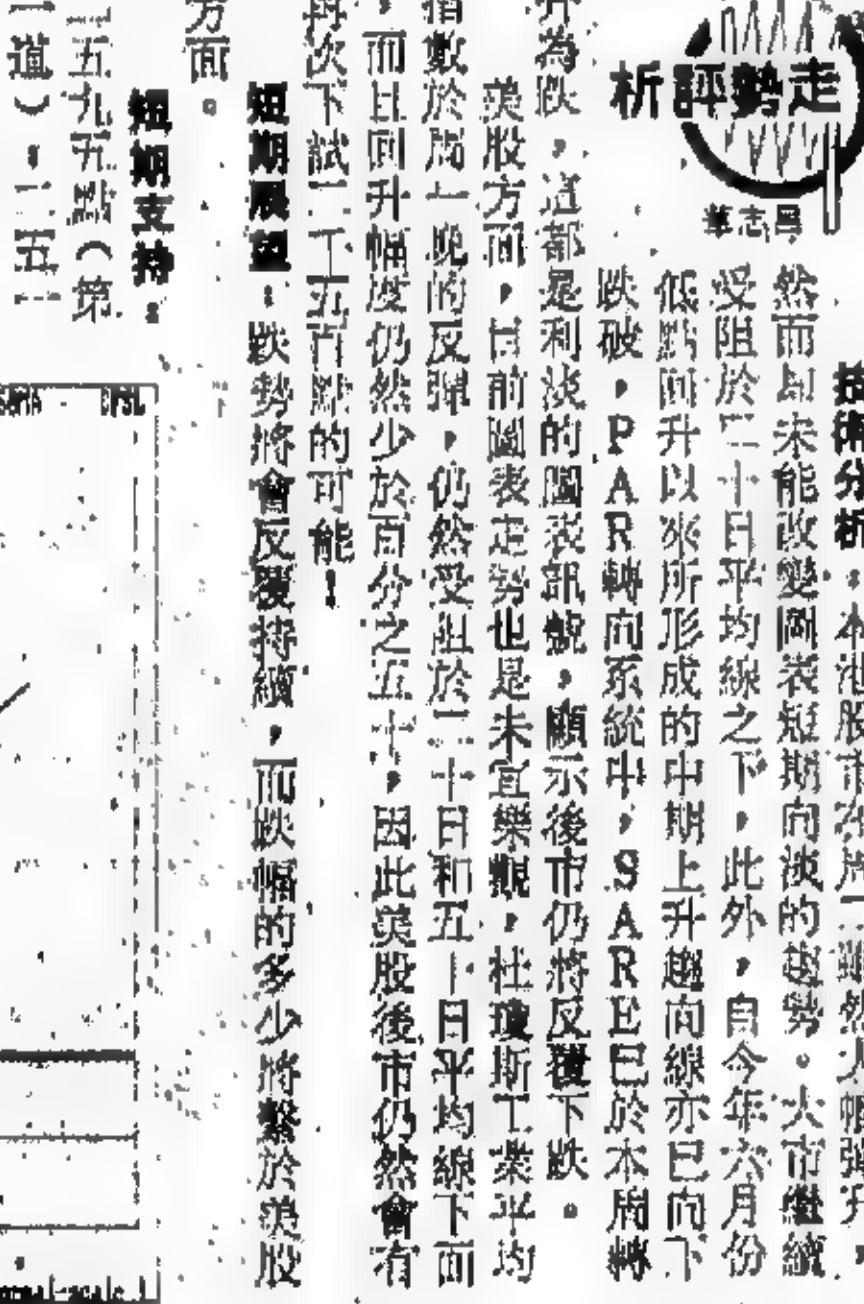 走勢評析
技術分析：本港股市在周一雖然大幅彈升，
然而却未能改變圖表短期向淡的趨勢。大市繼續
受阻於二十日平均線之下，此外，自今年六月份
低點回升以來所形成的中期上升趨向線亦已向下
跌破，PAR轉向系統中，SAREE已於本周轉
升為跌，這都是利淡的圖表訊號，顯示後市仍將反覆下跌。
美股方面，目前圖表走勢也是未宜樂觀，杜瓊斯工業平均
指數於周一晚的反彈，仍然受阻於二十日和五十日平均線下面
，而且回升幅度仍然少於百分之五十，因此美股後市仍然會有
再次下試二千五百點的可能！
短期展望：跌勢將會反覆持續，而跌幅的多少將繫於美股
方面。
短期支持：
五九五點（第
道）。二五